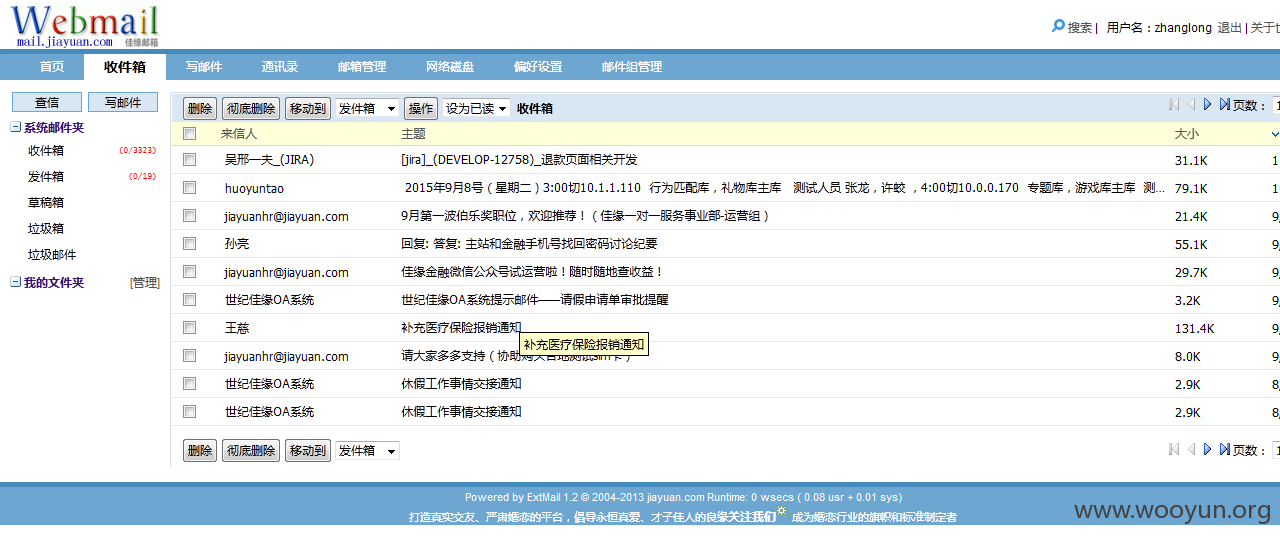 Webmail
mail.jiayuan.com 佳缘邮箱
搜索 | 用户名：zhanglong 退出 | 关于
首页 收件箱 写邮件 通讯录 邮箱管理 网络磁盘 偏好设置 邮件组管理
查信 写邮件
系统邮件夹
收件箱 (0/3323)
发件箱 (0/19)
草稿箱
垃圾箱
垃圾邮件
我的文件夹 [管理]
删除 彻底删除 移动到 发件箱 操作 设为已读 收件箱 页数： 1
来信人 主题 大小
吴邢一夫_(JIRA) [jira]_(DEVELOP-12758)_退款页面相关开发 31.1K 1
huoyuntao 2015年9月8号（星期二）3:00切10.1.1.110 行为匹配库，礼物库主库 测试人员 张龙，许皎 ，4:00切10.0.0.170 专题库，游戏库主库 测... 79.1K 1
jiayuanhr@jiayuan.com 9月第一波伯乐奖职位，欢迎推荐！（佳缘一对一服务事业部-运营组） 21.4K 9
孙亮 回复: 答复: 主站和金融手机号找回密码讨论纪要 55.1K 9
jiayuanhr@jiayuan.com 佳缘金融微信公众号试运营啦！随时随地查收益！ 29.7K 9
世纪佳缘OA系统 世纪佳缘OA系统提示邮件——请假申请单审批提醒 3.2K 9
王慈 补充医疗保险报销通知 131.4K 9
补充医疗保险报销通知
jiayuanhr@jiayuan.com 请大家多多支持（协助购买各地测试sim卡） 8.0K 9
世纪佳缘OA系统 休假工作事情交接通知 2.9K 8
世纪佳缘OA系统 休假工作事情交接通知 2.9K 8
删除 彻底删除 移动到 发件箱 页数： 1
Powered by ExtMail 1.2 © 2004-2013 jiayuan.com Runtime: 0 wsecs ( 0.08 usr + 0.01 sys)
打造真实交友、严肃婚恋的平台，倡导永恒真爱、才子佳人的良缘关注我们 成为婚恋行业的旗帜和标准制定者
www.wooyun.org